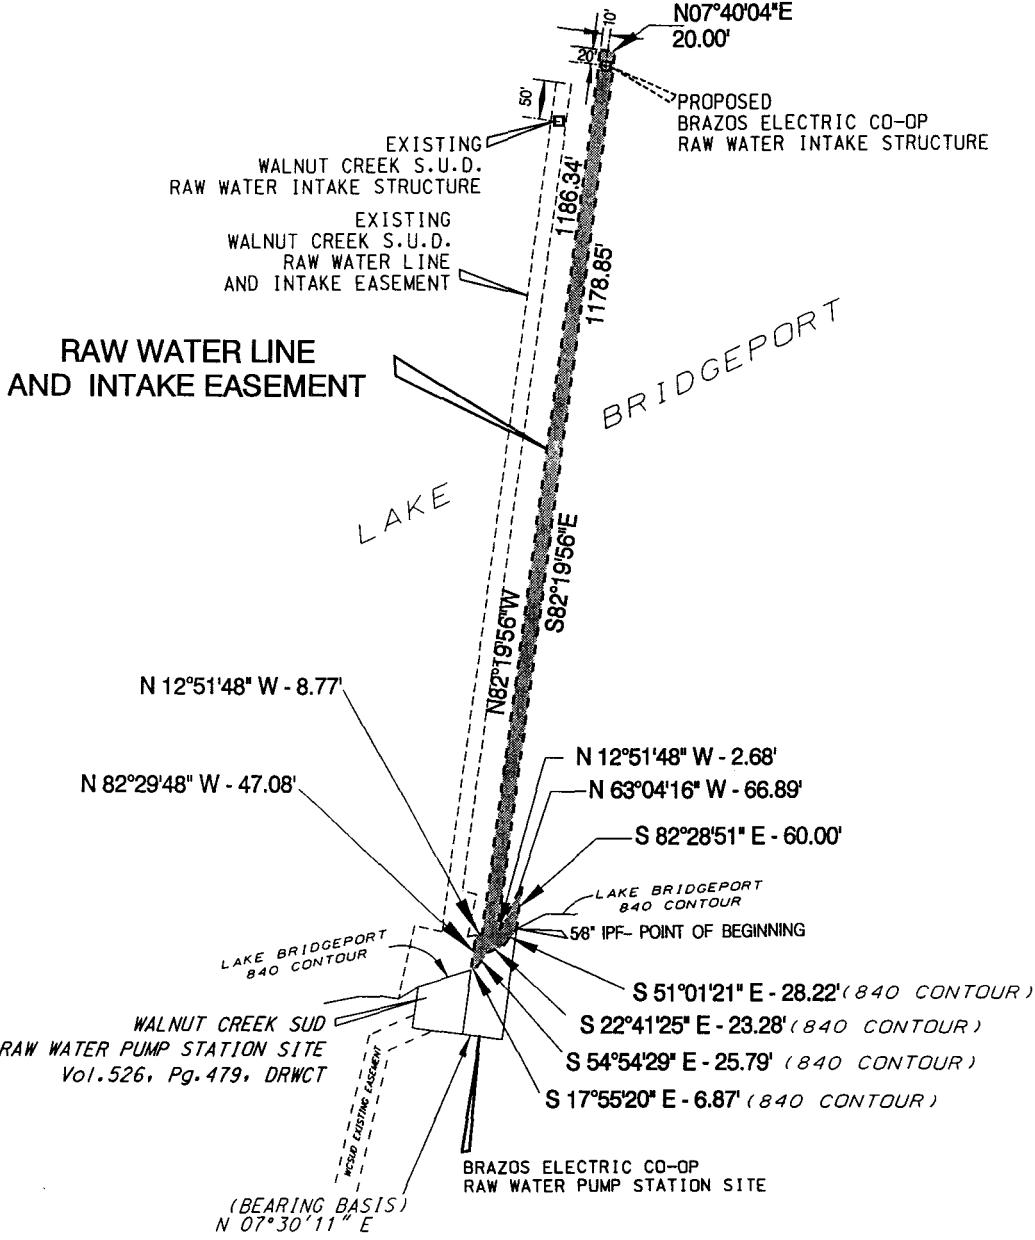 N07°40'04"E
20.00'
10'
20'
50'
PROPOSED
BRAZOS ELECTRIC CO-OP
RAW WATER INTAKE STRUCTURE
EXISTING
WALNUT CREEK S.U.D.
RAW WATER INTAKE STRUCTURE
EXISTING
WALNUT CREEK S.U.D.
RAW WATER LINE
AND INTAKE EASEMENT
1186.34'
1178.85'
RAW WATER LINE
AND INTAKE EASEMENT
LAKE BRIDGEPORT
N82°19'56"W
S82°19'56"E
N 12°51'48" W - 8.77'
N 82°29'48" W - 47.08'
N 12°51'48" W - 2.68'
N 63°04'16" W - 66.89'
S 82°28'51" E - 60.00'
LAKE BRIDGEPORT
840 CONTOUR
5/8" IPF- POINT OF BEGINNING
LAKE BRIDGEPORT
840 CONTOUR
S 51°01'21" E - 28.22' (840 CONTOUR)
S 22°41'25" E - 23.28' (840 CONTOUR)
S 54°54'29" E - 25.79' (840 CONTOUR)
S 17°55'20" E - 6.87' (840 CONTOUR)
WALNUT CREEK SUD
RAW WATER PUMP STATION SITE
Vol.526, Pg.479, DRWCT
WCSUD EXISTING EASEMENT
BRAZOS ELECTRIC CO-OP
RAW WATER PUMP STATION SITE
(BEARING BASIS)
N 07°30'11" E